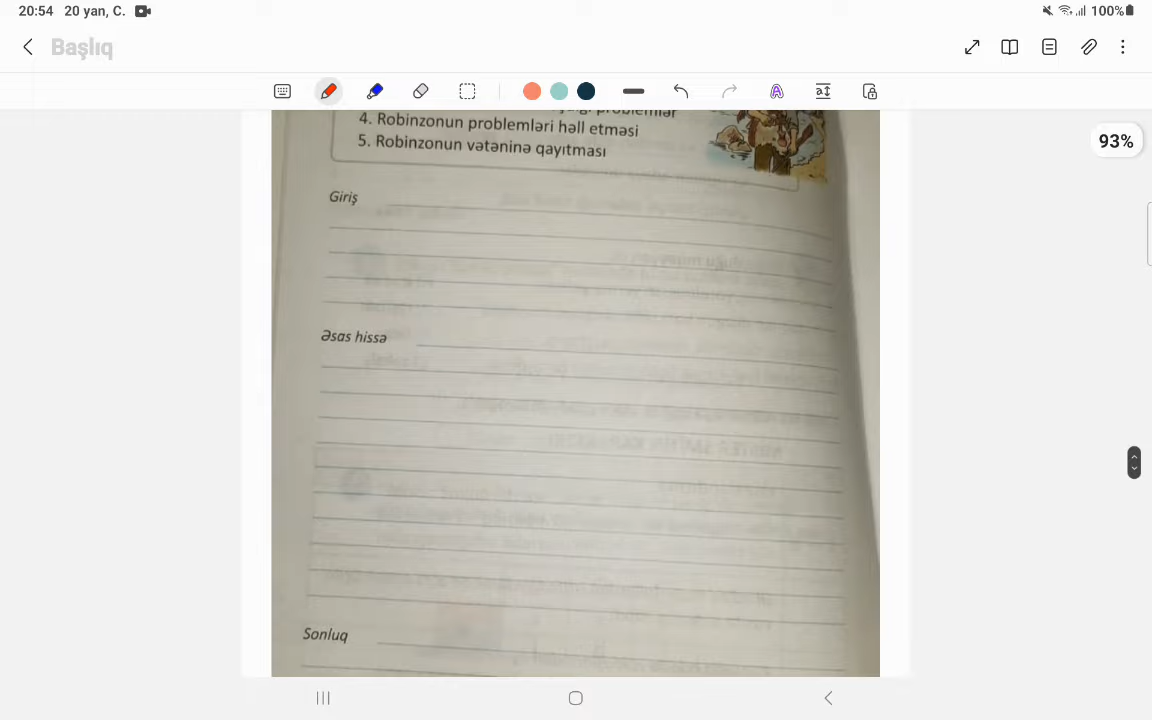 20:54 20 yan, C. 100%
Başlıq
93%
problemlər
4. Robinzonun problemləri həll etməsi
5. Robinzonun vətəninə qayıtması
Giriş
Əsas hissə
Sonluq